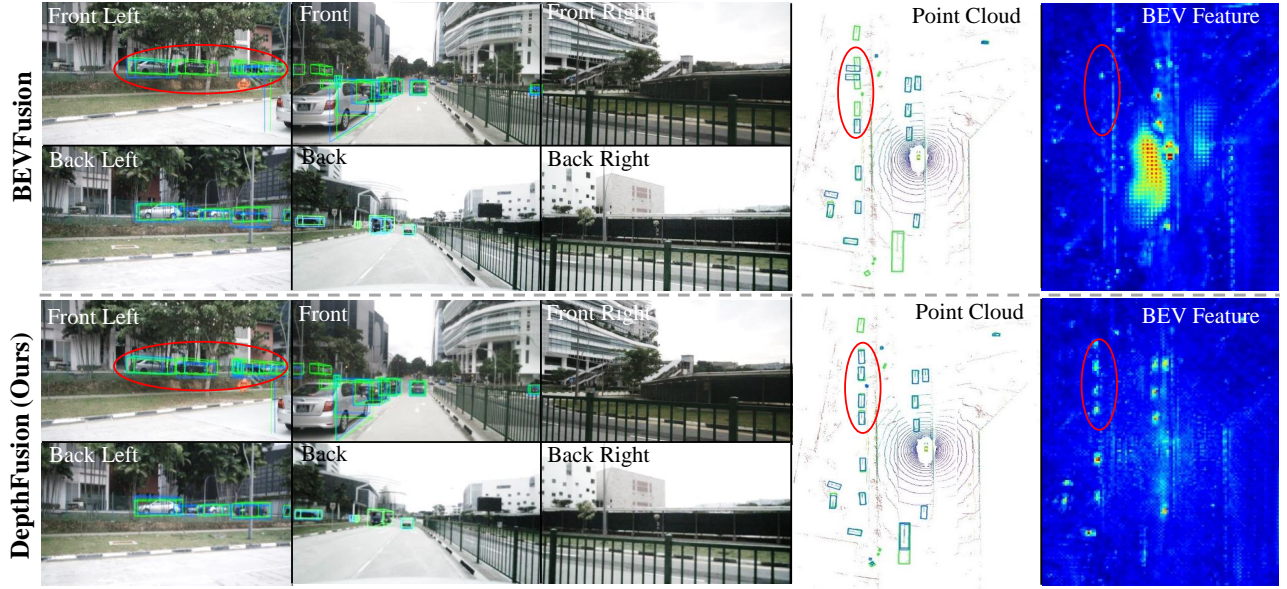 BEVFusion
Front Left
Front
Front Right
Point Cloud
BEV Feature
Back Left
Back
Back Right
DepthFusion (Ours)
Front Left
Front
Front Right
Point Cloud
BEV Feature
Back Left
Back
Back Right